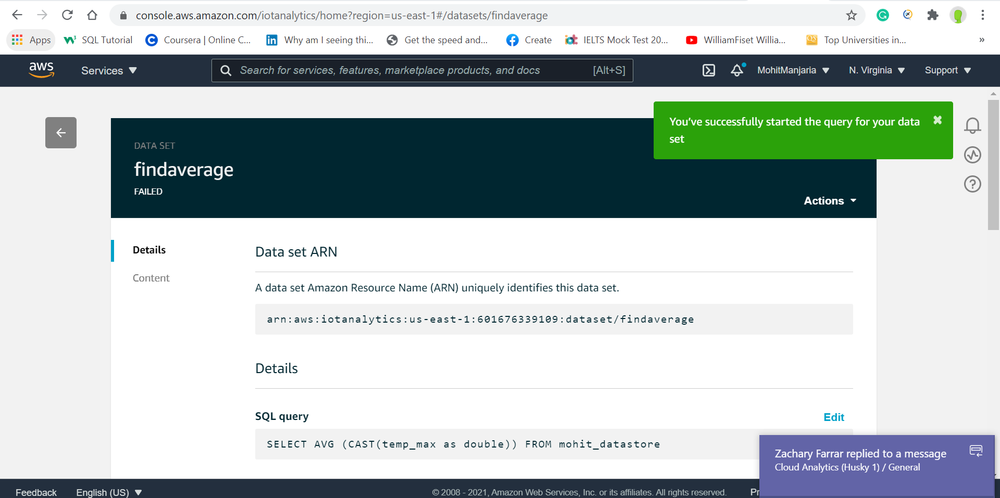 console.aws.amazon.com/iotanalytics/home?region=us-east-1#/datasets/findaverage
Apps
SQL Tutorial
Coursera | Online C...
Why am I seeing thi...
Get the speed and...
Create
IELTS Mock Test 20...
WilliamFiset Willia...
Top Universities in...
»
aws
Services
Search for services, features, marketplace products, and docs
[Alt+S]
MohitManjaria
N. Virginia
Support
You've successfully started the query for your data
set
DATA SET
findaverage
FAILED
Actions
Details
Content
Data set ARN
A data set Amazon Resource Name (ARN) uniquely identifies this data set.
arn:aws:iotanalytics:us-east-1:601676339109:dataset/findaverage
Details
SQL query
Edit
SELECT AVG (CAST(temp_max as double)) FROM mohit_datastore
Zachary Farrar replied to a message
Cloud Analytics (Husky 1) / General
Feedback
English (US)
© 2008 - 2021, Amazon Web Services, Inc. or its affiliates. All rights reserved.